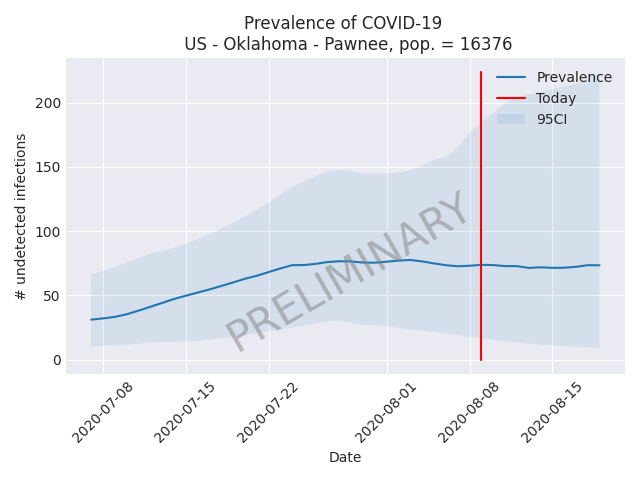 Prevalence of COVID-19
US - Oklahoma - Pawnee, pop. = 16376
Prevalence
Today
95CI
PRELIMINARY
# undetected infections
200
150
100
50
0
2020-07-08
2020-07-15
2020-07-22
2020-08-01
2020-08-08
2020-08-15
Date